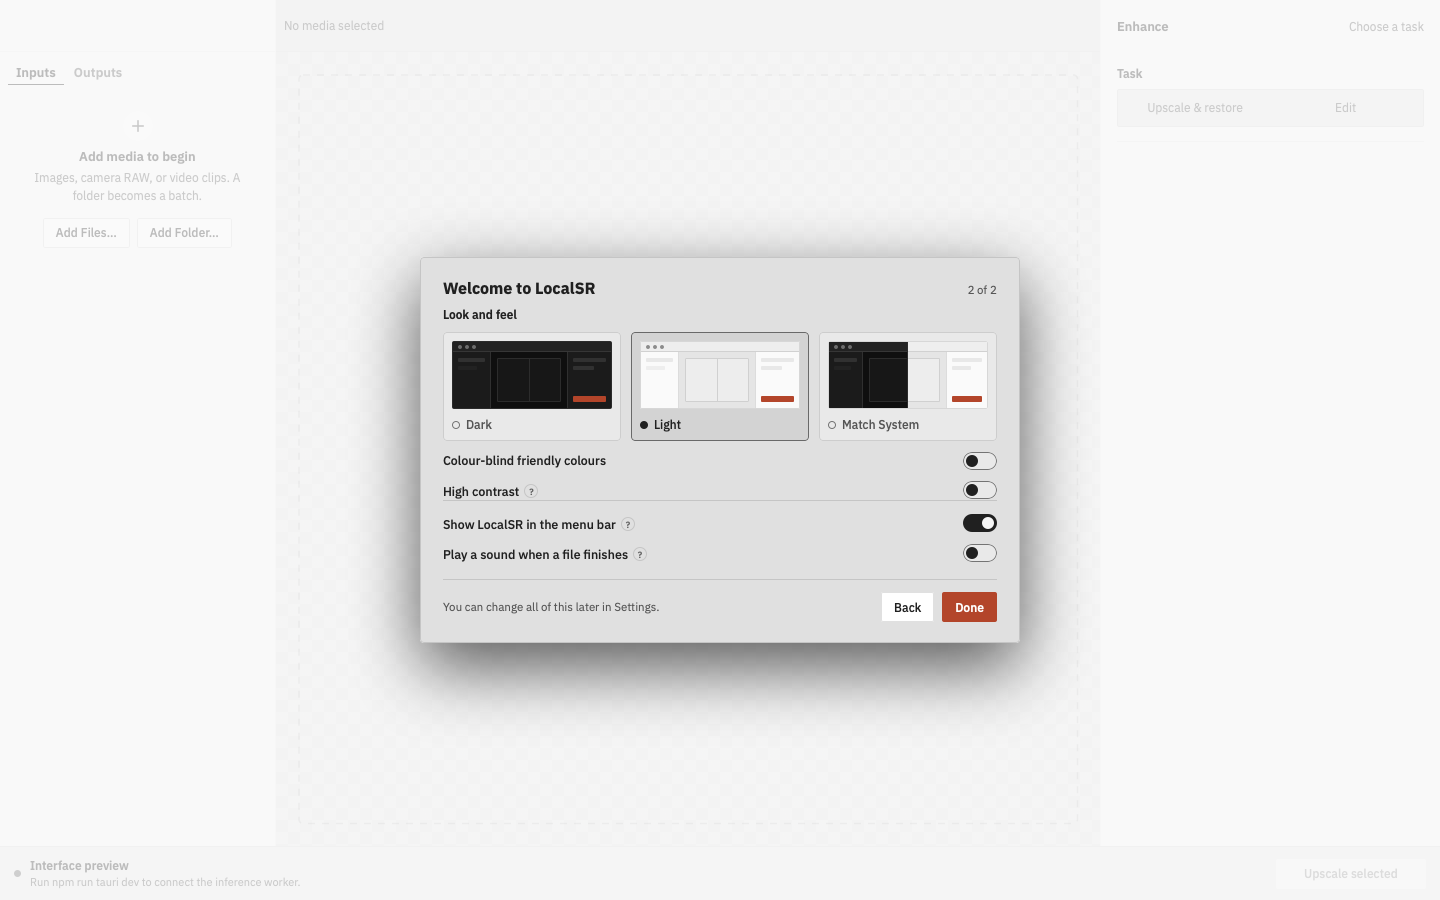 No media selected
Enhance
Choose a task
Inputs
Outputs
Task
Upscale & restore
Edit
Add media to begin
Images, camera RAW, or video clips. A
folder becomes a batch.
Add Files...
Add Folder...
Welcome to LocalSR
2 of 2
Look and feel
Dark
Light
Match System
Colour-blind friendly colours
High contrast ?
Show LocalSR in the menu bar ?
Play a sound when a file finishes ?
You can change all of this later in Settings.
Back
Done
Interface preview
Run npm run tauri dev to connect the inference worker.
Upscale selected